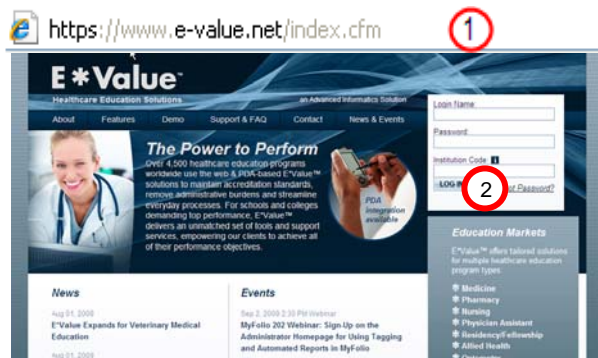 https://www.e-value.net/index.cfm
1
E*Value™
Healthcare Education Solutions
an Advanced Informatics Solution
About Features Demo Support & FAQ Contact News & Events
Login Name
Password
Institution Code i
LOG IN
2
ot Password?
The Power to Perform
Over 4,500 healthcare education programs
worldwide use the web & PDA-based E*Value™
solutions to maintain accreditation standards,
remove administrative burdens and streamline
everyday processes. For schools and colleges
demanding top performance, E*Value™
delivers an unmatched set of tools and support
services, empowering our clients to achieve all
of their performance objectives.
PDA
integration
available
Education Markets
E*Value™ offers tailored solutions
for multiple healthcare education
program types:
Medicine
Pharmacy
Nursing
Physician Assistant
Residency/Fellowship
Allied Health
Optometry
News
Aug 01, 2009
E*Value Expands for Veterinary Medical
Education
Aug 01, 2009
Events
Sep 2, 2009 2:30 PM Webinar
MyFolio 202 Webinar: Sign Up on the
Administrator Homepage for Using Tagging
and Automated Reports in MyFolio